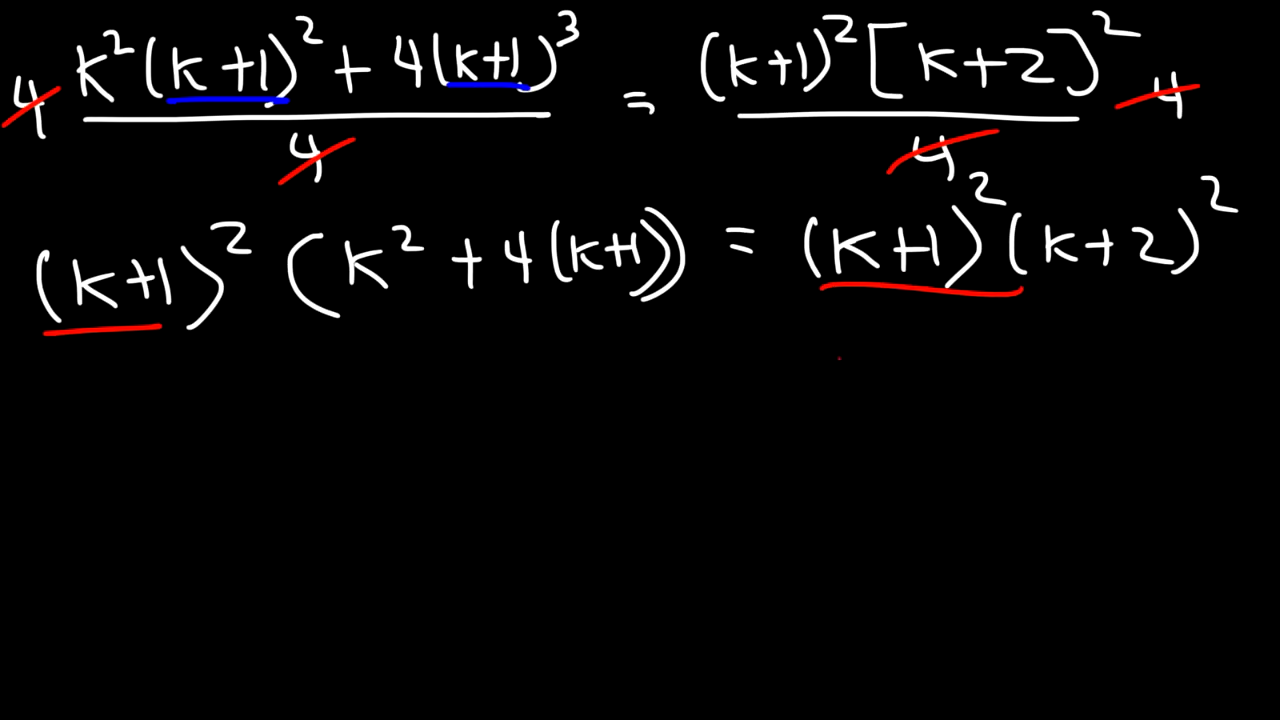 4 k²(k+1)² + 4(k+1)³ / 4 = (k+1)²[k+2)² / 4 4
(k+1)² (k² + 4(k+1)) = (k+1)² (k+2)²